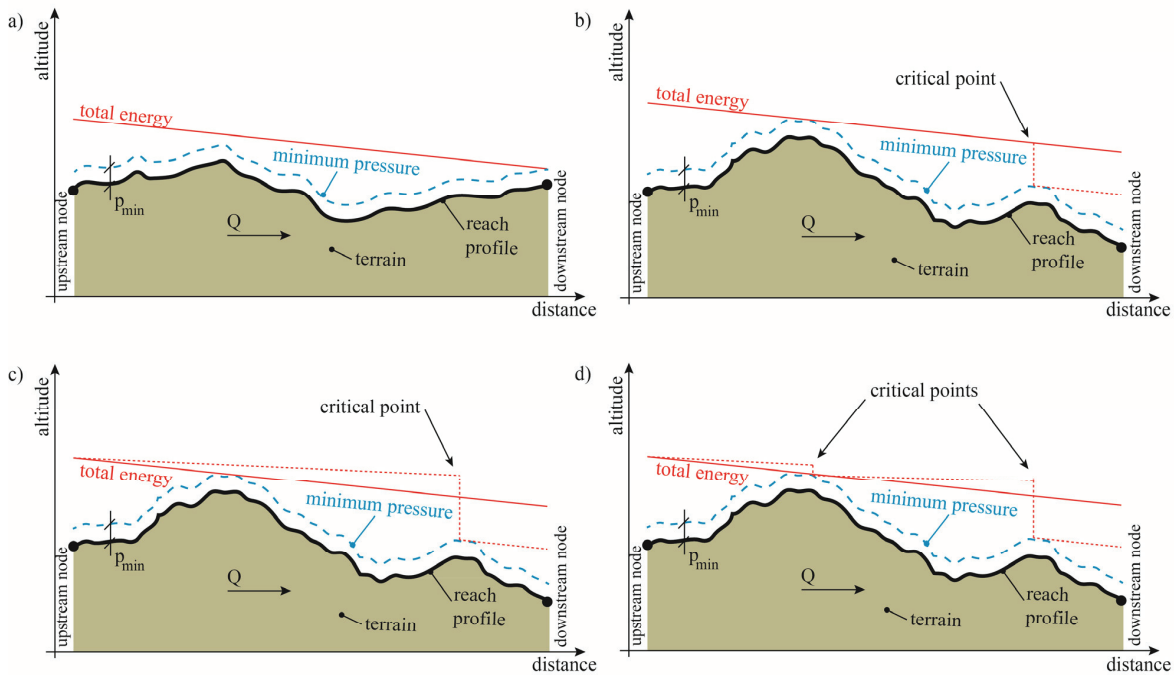 a)
altitude
total energy
minimum pressure
p min
upstream node
Q
reach
profile
terrain
downstream node
distance
b)
altitude
critical point
total energy
minimum pressure
p min
upstream node
Q
reach
profile
terrain
downstream node
distance
c)
altitude
critical point
total energy
minimum pressure
p min
upstream node
Q
reach
profile
terrain
downstream node
distance
d)
altitude
critical points
total energy
minimum pressure
p min
upstream node
Q
reach
profile
terrain
downstream node
distance